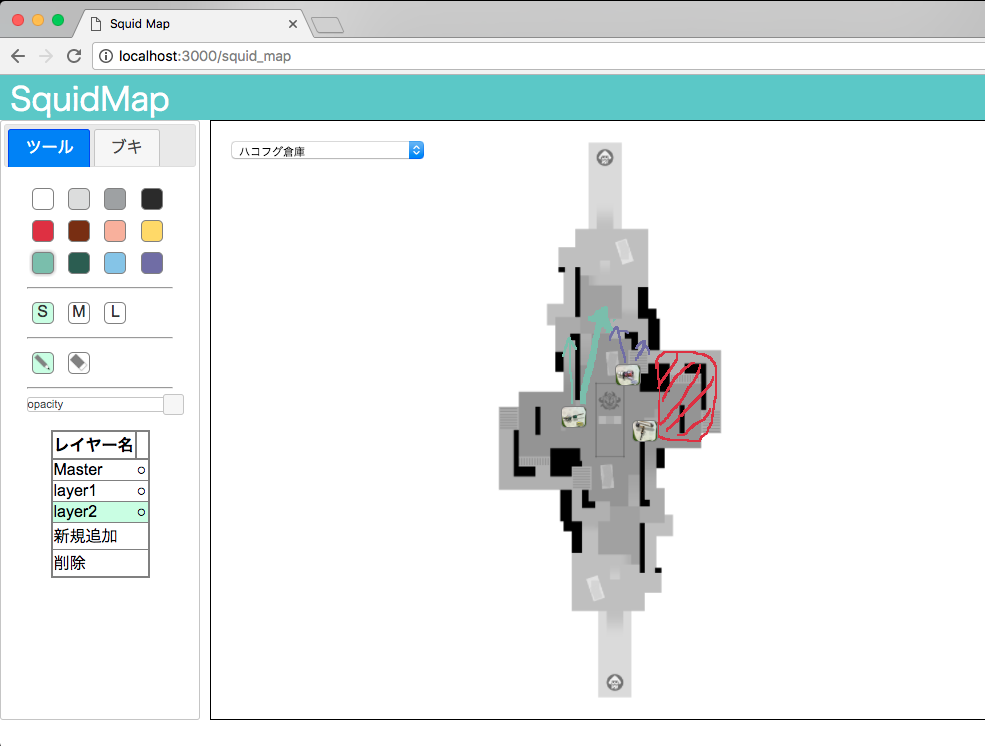 Squid Map
localhost:3000/squid_map
SquidMap
ツール ブキ
ハコフグ倉庫
S M L
opacity
レイヤー名
Master ○
layer1 ○
layer2 ○
新規追加
削除